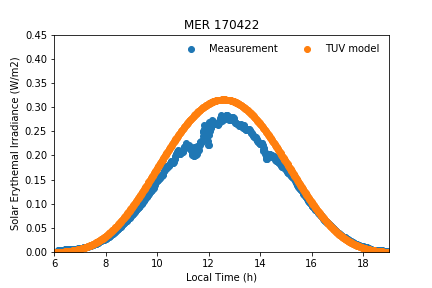 MER 170422
Measurement
TUV model
Solar Erythemal Irradiance (W/m2)
0.45
0.40
0.35
0.30
0.25
0.20
0.15
0.10
0.05
0.00
6 8 10 12 14 16 18
Local Time (h)